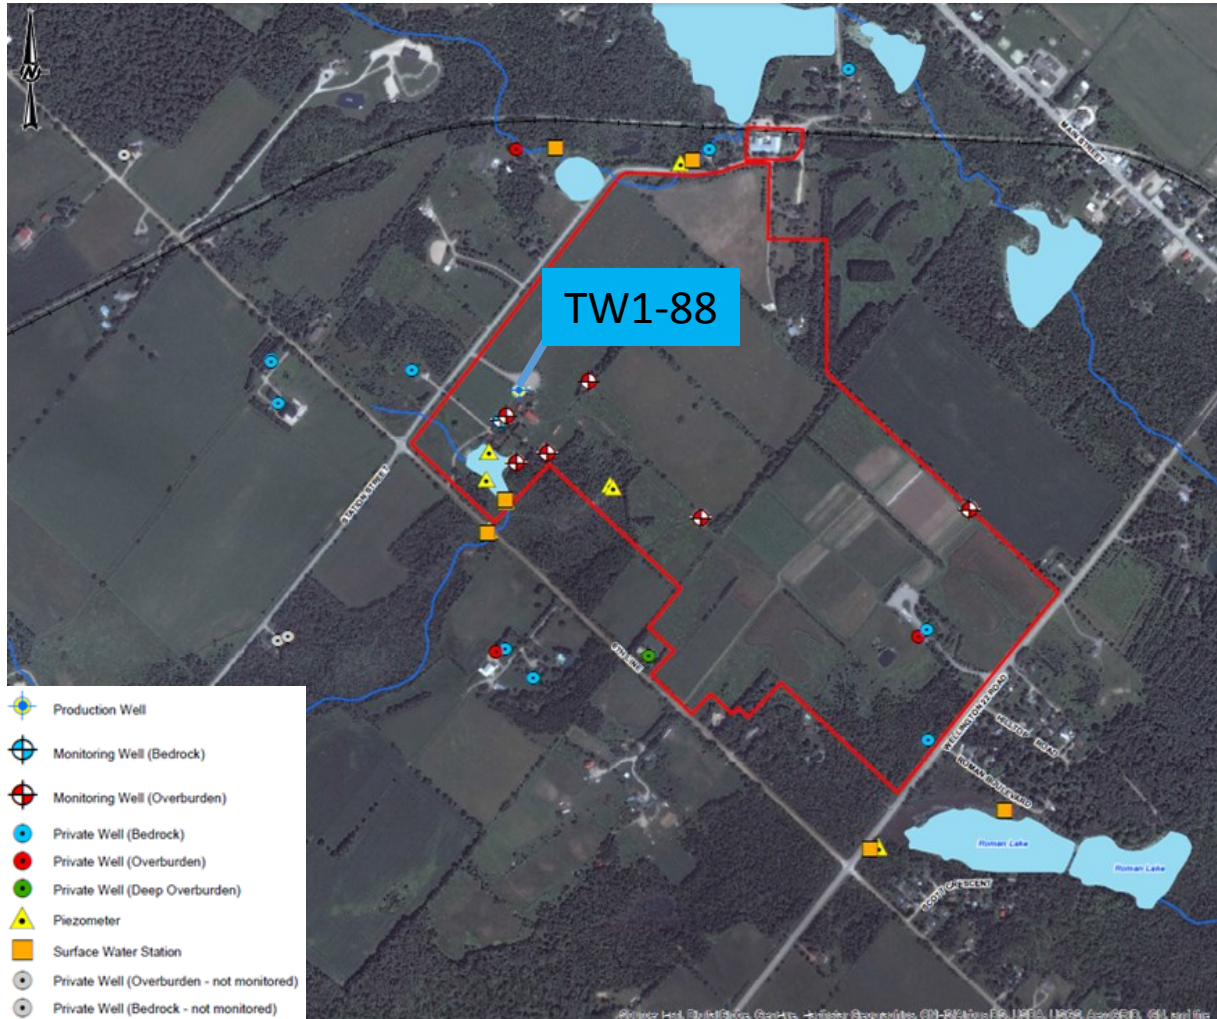 N
MAIN STREET
TW1-88
STATION STREET
6TH LINE
WELLINGTON 22 ROAD
HILLTOP ROAD
ROMAN BOULEVARD
Roman Lake
Roman Lake
SCOTT CRESCENT
Production Well
Monitoring Well (Bedrock)
Monitoring Well (Overburden)
Private Well (Bedrock)
Private Well (Overburden)
Private Well (Deep Overburden)
Piezometer
Surface Water Station
Private Well (Overburden - not monitored)
Private Well (Bedrock - not monitored)